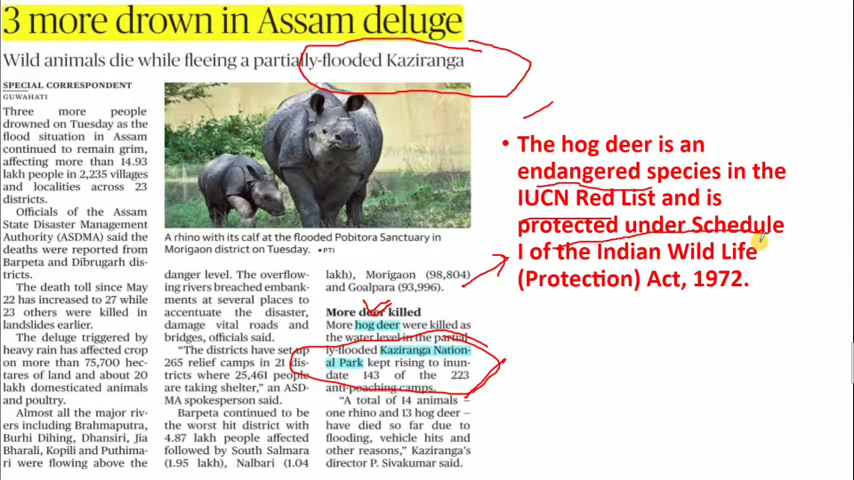 3 more drown in Assam deluge
Wild animals die while fleeing a partially-flooded Kaziranga
SPECIAL CORRESPONDENT
GUWAHATI
Three more people
drowned on Tuesday as the
flood situation in Assam
continued to remain grim,
affecting more than 14.93
lakh people in 2,235 villages
and localities across 23
districts.
Officials of the Assam
State Disaster Management
Authority (ASDMA) said the
deaths were reported from
Barpeta and Dibrugarh dis-
tricts.
The death toll since May
22 has increased to 27 while
23 others were killed in
landslides earlier.
The deluge triggered by
heavy rain has affected crop
on more than 75,700 hec-
tares of land and about 20
lakh domesticated animals
and poultry.
Almost all the major riv-
ers including Brahmaputra,
Burhi Dihing, Dhansiri, Jia
Bharali, Kopili and Puthima-
ri were flowing above the
A rhino with its calf at the flooded Pobitora Sanctuary in
Morigaon district on Tuesday. •PTI
danger level. The overflow-
ing rivers breached embank-
ments at several places to
accentuate the disaster,
damage vital roads and
bridges, officials said.
"The districts have set up
265 relief camps in 21 dis-
tricts where 25,461 people
are taking shelter," an ASD-
MA spokesperson said.
Barpeta continued to be
the worst hit district with
4.87 lakh people affected
followed by South Salmara
(1.95 lakh), Nalbari (1.04
lakh), Morigaon (98,804)
and Goalpara (93,996).
More deer killed
More hog deer were killed as
the water level in the partial-
ly-flooded Kaziranga Nation-
al Park kept rising to inun-
date 143 of the 223
anti-poaching camps.
"A total of 14 animals –
one rhino and 13 hog deer –
have died so far due to
flooding, vehicle hits and
other reasons," Kaziranga's
director P. Sivakumar said.
• The hog deer is an
endangered species in the
IUCN Red List and is
protected under Schedule
I of the Indian Wild Life
(Protection) Act, 1972.